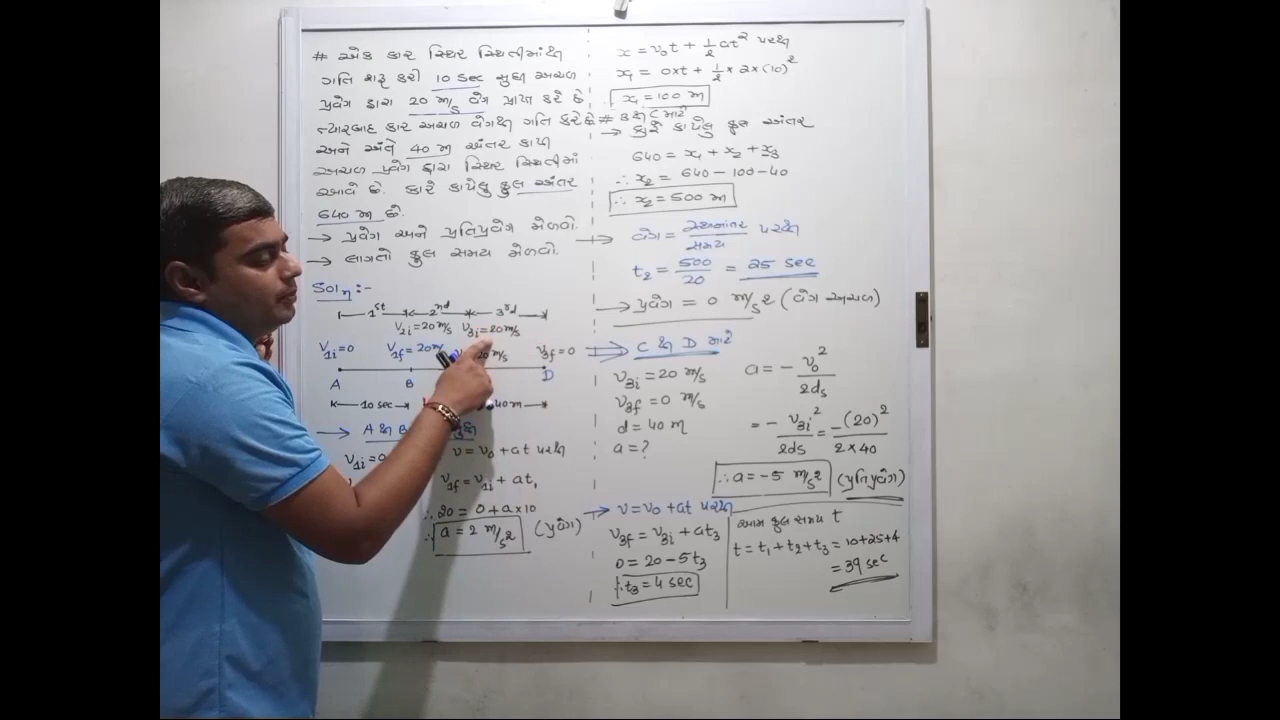 # એક કાર સ્થિર સ્થિતીમાંથી
ગતિ શરૂ કરી 10 sec સુધી અચળ
પ્રવેગ દ્વારા 20 m/s વેગ પ્રાપ્ત કરે છે
ત્યારબાદ કાર અચળ વેગથી ગતિ કરે છે
અને અંતે 40 m અંતર કાપી
અચળ પ્રવેગ દ્વારા સ્થિર સ્થિતીમાં
આવે છે. કારે કાપેલુ કુલ અંતર
640 m છે.
→ પ્રવેગ અને પ્રતિપ્રવેગ મેળવો.
→ લાગતો કુલ સમય મેળવો.
Solⁿ :-
1st 2nd 3rd
V2i = 20 m/s V3i = 20 m/s
V1i = 0 V1f = 20 m/s V3f = 0
A B D
10 sec 40 m
→ A થી B
V1i = 0 v = v0 + at પરથી
V1f = V1i + at1
∴ 20 = 0 + a × 10
∴ a = 2 m/s² (પ્રવેગ)
x = v0t + ½ at² પરથી
x1 = 0×t + ½ × 2 × (10)²
x1 = 100 m
# B થી C માટે
→ કારે કાપેલુ કુલ અંતર
640 = x1 + x2 + x3
∴ x2 = 640 - 100 - 40
∴ x2 = 500 m
→ વેગ = સ્થાનાંતર / સમય પરથી
t2 = 500/20 = 25 sec
→ પ્રવેગ = 0 m/s² (વેગ અચળ)
→ C થી D માટે
V3i = 20 m/s
V3f = 0 m/s
d = 40 m
a = ?
a = - v0² / 2ds
= - V3i² / 2ds = -(20)² / 2 × 40
∴ a = -5 m/s² (પ્રતિપ્રવેગ)
→ v = v0 + at પરથી
V3f = V3i + at3
0 = 20 - 5t3
∴ t3 = 4 sec
આમ કુલ સમય t
t = t1 + t2 + t3 = 10 + 25 + 4
= 39 sec